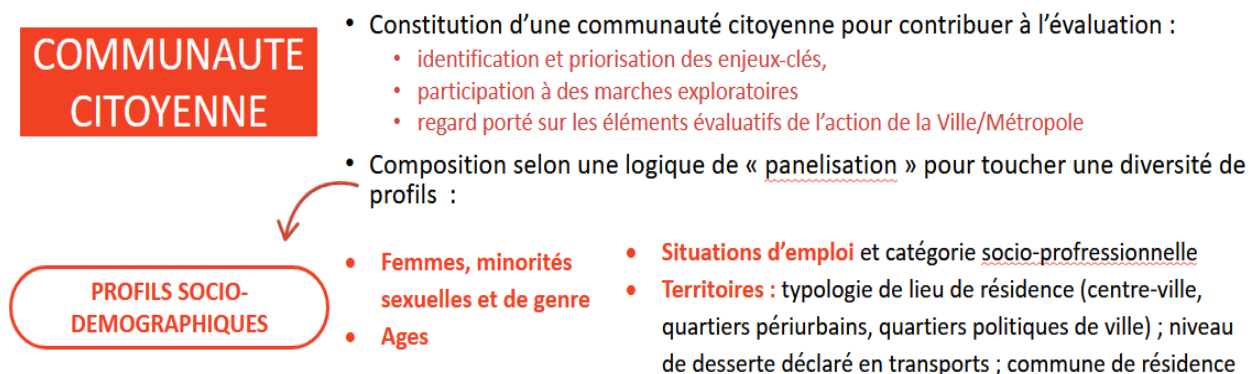 COMMUNAUTE
CITOYENNE
• Constitution d’une communauté citoyenne pour contribuer à l’évaluation :
• identification et priorisation des enjeux-clés,
• participation à des marches exploratoires
• regard porté sur les éléments évaluatifs de l’action de la Ville/Métropole
• Composition selon une logique de « panelisation » pour toucher une diversité de
profils :
PROFILS SOCIO-
DEMOGRAPHIQUES
• Femmes, minorités
sexuelles et de genre
• Ages
• Situations d’emploi et catégorie socio-profressionnelle
• Territoires : typologie de lieu de résidence (centre-ville,
quartiers périurbains, quartiers politiques de ville) ; niveau
de desserte déclaré en transports ; commune de résidence